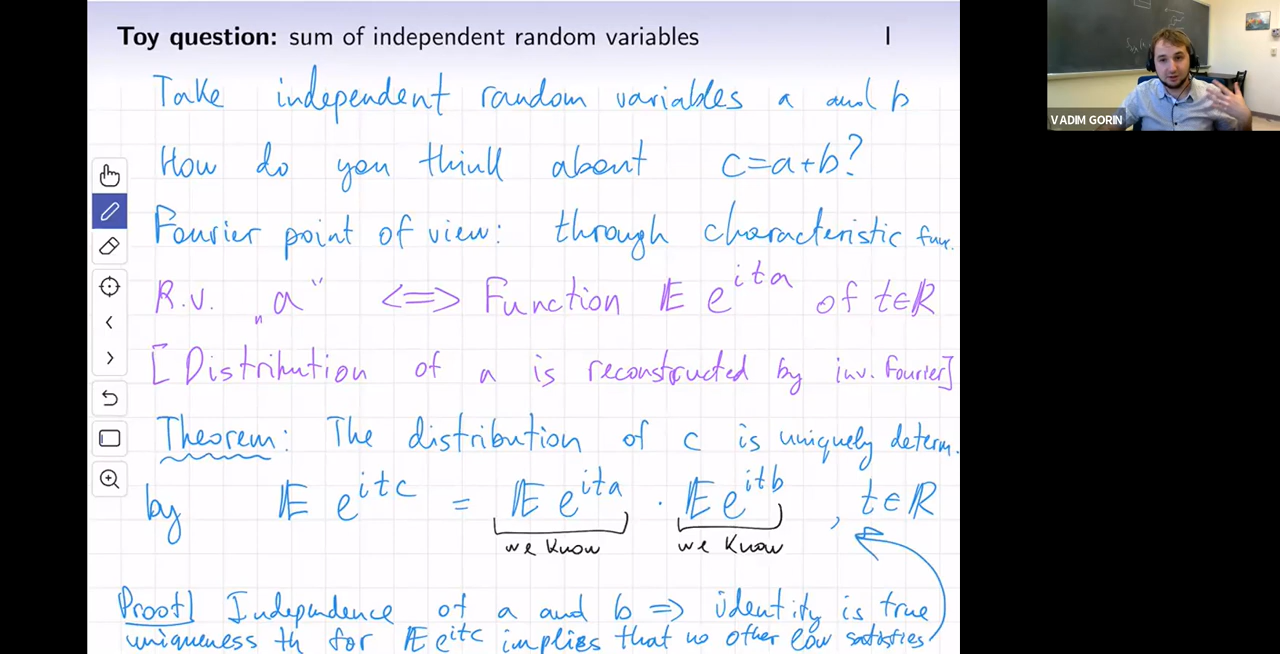 Toy question: sum of independent random variables I
Take independent random variables a and b
How do you think about c=a+b?
Fourier point of view: through characteristic func.
R.V. „a“ <=> Function 𝔼 e^{ita} of t∈ℝ
[Distribution of a is reconstructed by inv. Fourier]
Theorem: The distribution of c is uniquely determ.
by 𝔼 e^{itc} = 𝔼 e^{ita} · 𝔼 e^{itb}, t∈ℝ
we know we know
Proof] Independence of a and b => identity is true
uniqueness th for 𝔼 e^{itc} implies that no other law satisfies
VADIM GORIN